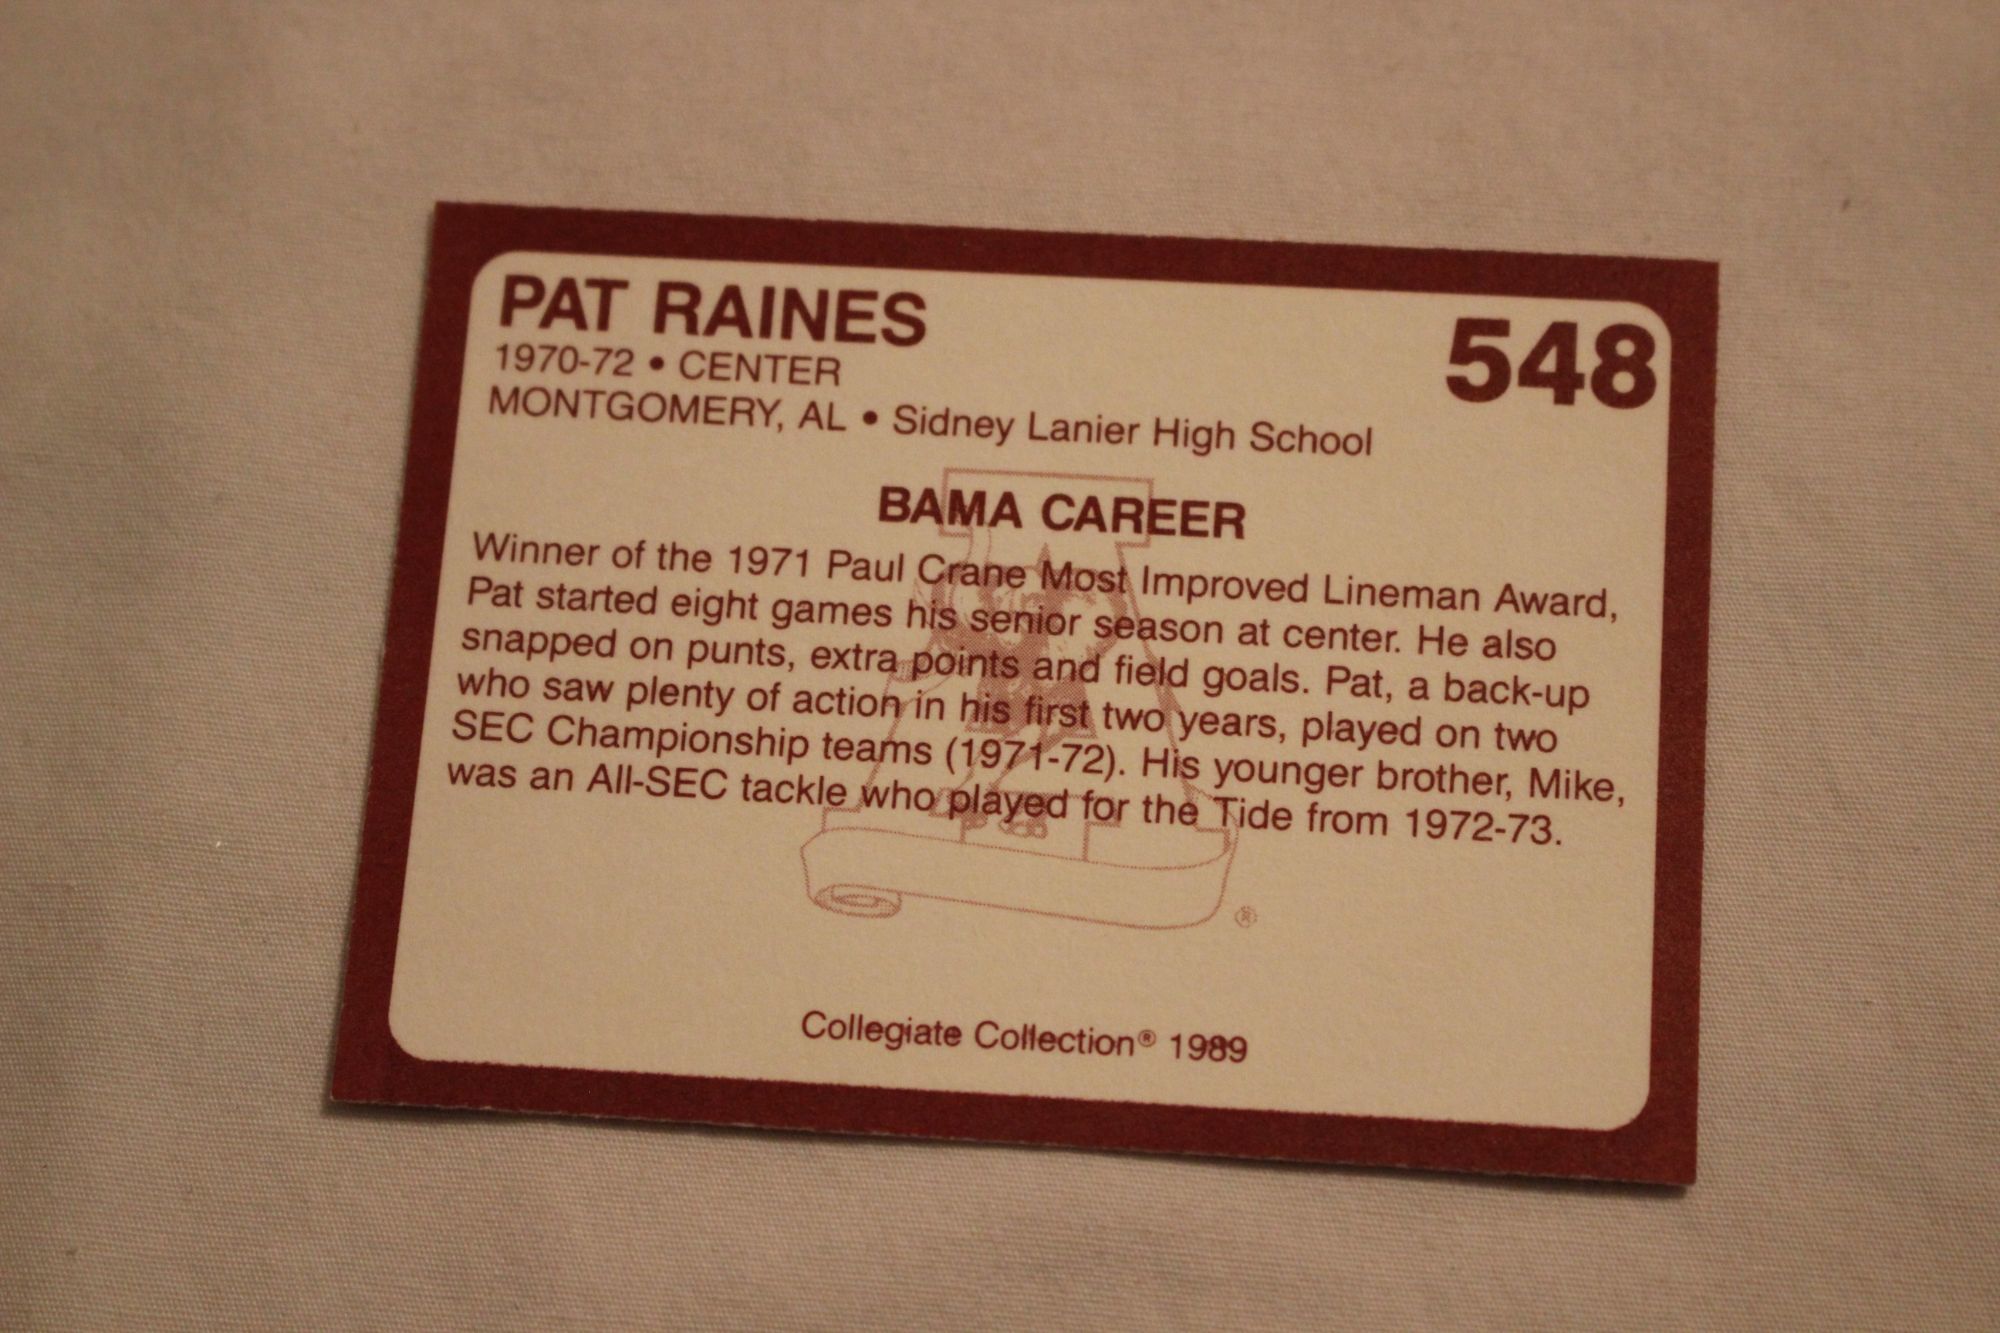 PAT RAINES
548
1970-72 • CENTER
MONTGOMERY, AL • Sidney Lanier High School
BAMA CAREER
Winner of the 1971 Paul Crane Most Improved Lineman Award,
Pat started eight games his senior season at center. He also
snapped on punts, extra points and field goals. Pat, a back-up
who saw plenty of action in his first two years, played on two
SEC Championship teams (1971-72). His younger brother, Mike,
was an All-SEC tackle who played for the Tide from 1972-73.
®
Collegiate Collection® 1989